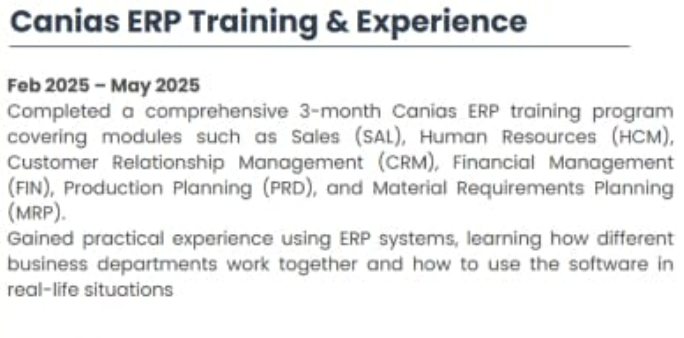 Canias ERP Training & Experience
Feb 2025 – May 2025
Completed a comprehensive 3-month Canias ERP training program
covering modules such as Sales (SAL), Human Resources (HCM),
Customer Relationship Management (CRM), Financial Management
(FIN), Production Planning (PRD), and Material Requirements Planning
(MRP).
Gained practical experience using ERP systems, learning how different
business departments work together and how to use the software in
real-life situations